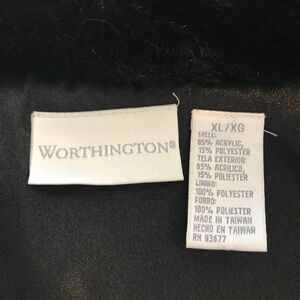 WORTHINGTON®
XL/XG
SHELL:
85% ACRYLIC,
15% POLYESTER
TELA EXTERIOR:
85% ACRILICO,
15% POLIESTER
LINING:
100% POLYESTER
FORRO:
100% POLIESTER
MADE IN TAIWAN
HECHO EN TAIWAN
RN 93677